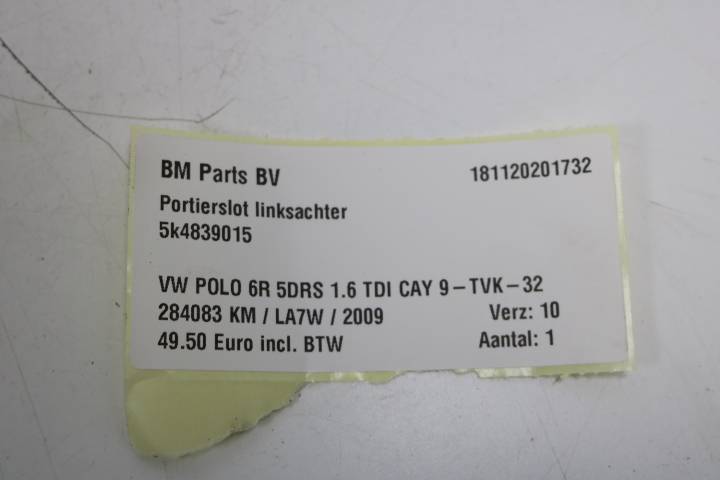 BM Parts BV 181120201732
Portierslot linksachter
5k4839015
VW POLO 6R 5DRS 1.6 TDI CAY 9-TVK-32
284083 KM / LA7W / 2009 Verz: 10
49.50 Euro incl. BTW Aantal: 1